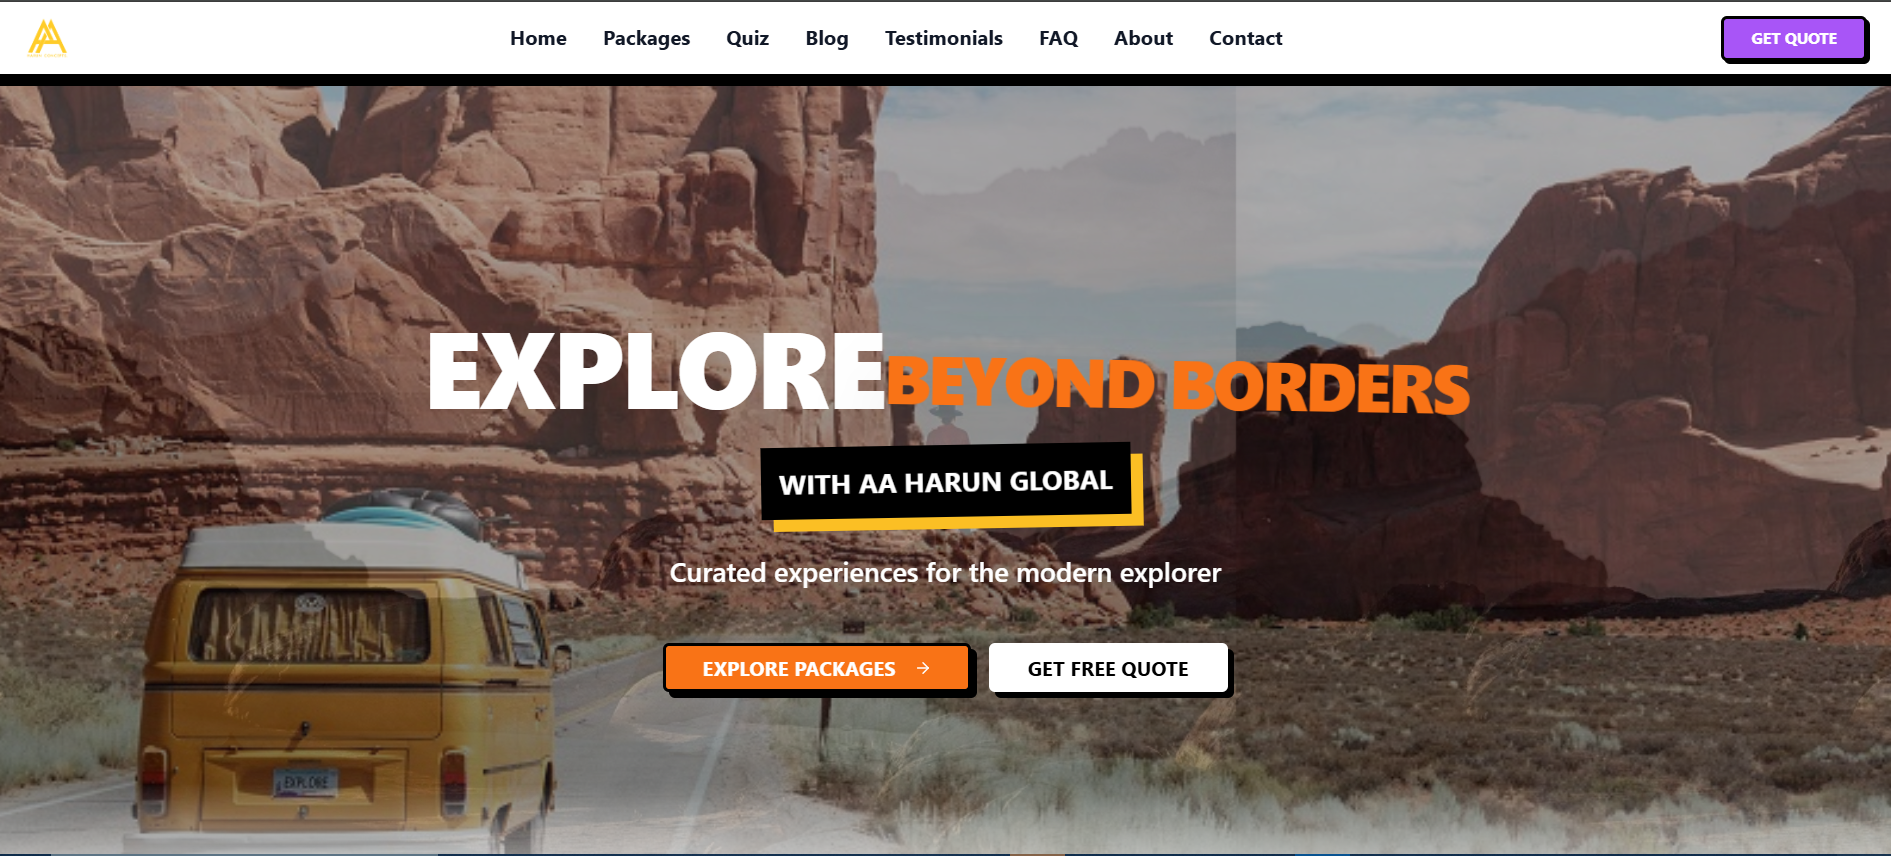 Home Packages Quiz Blog Testimonials FAQ About Contact GET QUOTE
EXPLORE BEYOND BORDERS
WITH AA HARUN GLOBAL
Curated experiences for the modern explorer
EXPLORE PACKAGES → GET FREE QUOTE
EXPLORE